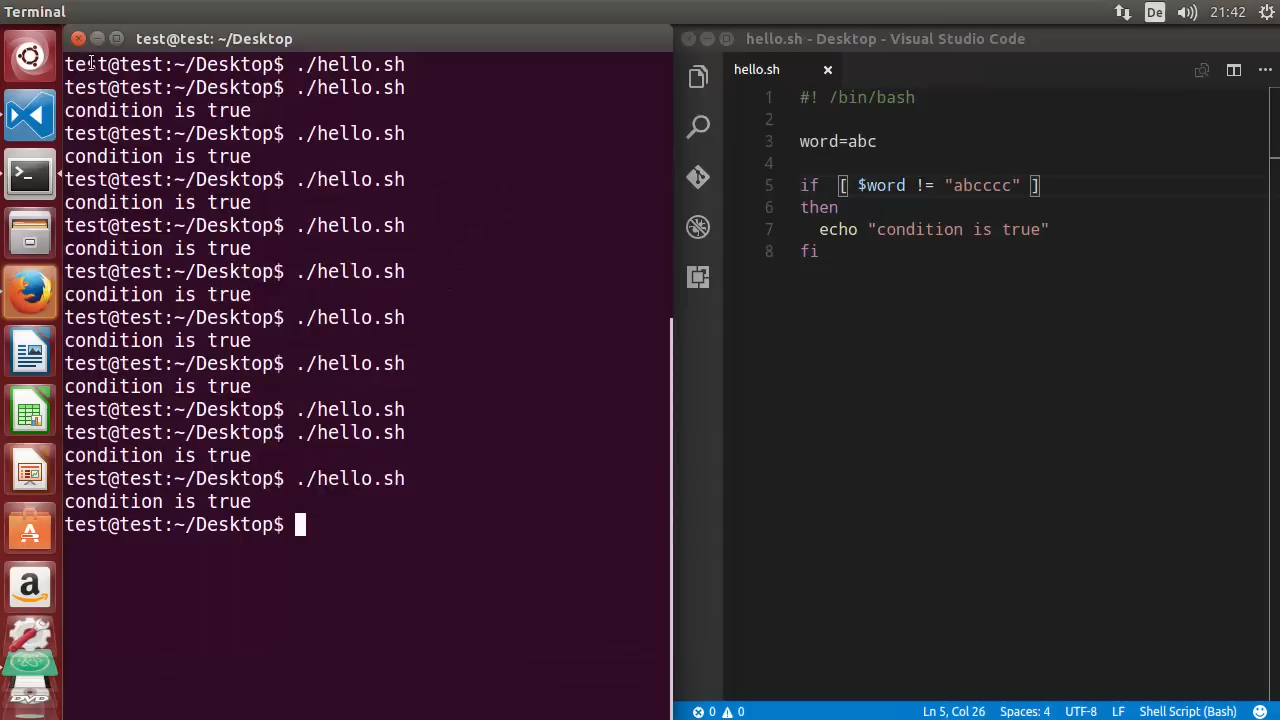 Terminal
De
21:42
test@test: ~/Desktop
test@test:~/Desktop$ ./hello.sh
test@test:~/Desktop$ ./hello.sh
condition is true
test@test:~/Desktop$ ./hello.sh
condition is true
test@test:~/Desktop$ ./hello.sh
condition is true
test@test:~/Desktop$ ./hello.sh
condition is true
test@test:~/Desktop$ ./hello.sh
condition is true
test@test:~/Desktop$ ./hello.sh
condition is true
test@test:~/Desktop$ ./hello.sh
condition is true
test@test:~/Desktop$ ./hello.sh
test@test:~/Desktop$ ./hello.sh
condition is true
test@test:~/Desktop$ ./hello.sh
condition is true
test@test:~/Desktop$
hello.sh - Desktop - Visual Studio Code
hello.sh
1 #! /bin/bash
2
3 word=abc
4
5 if  [ $word != "abcccc" ]
6 then
7   echo "condition is true"
8 fi
0 0
Ln 5, Col 26
Spaces: 4
UTF-8
LF
Shell Script (Bash)
a
A
DVD